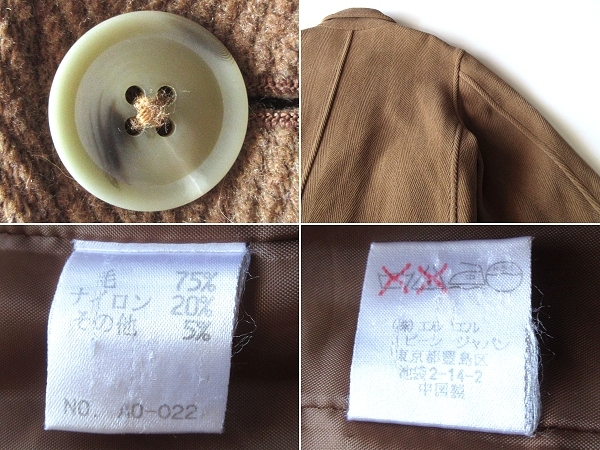 毛 75%
ナイロン 20%
その他 5%
NO. AO-022
(業) エル エル
ビーン ジャパン
東京都豊島区
池袋2-14-2
中国製